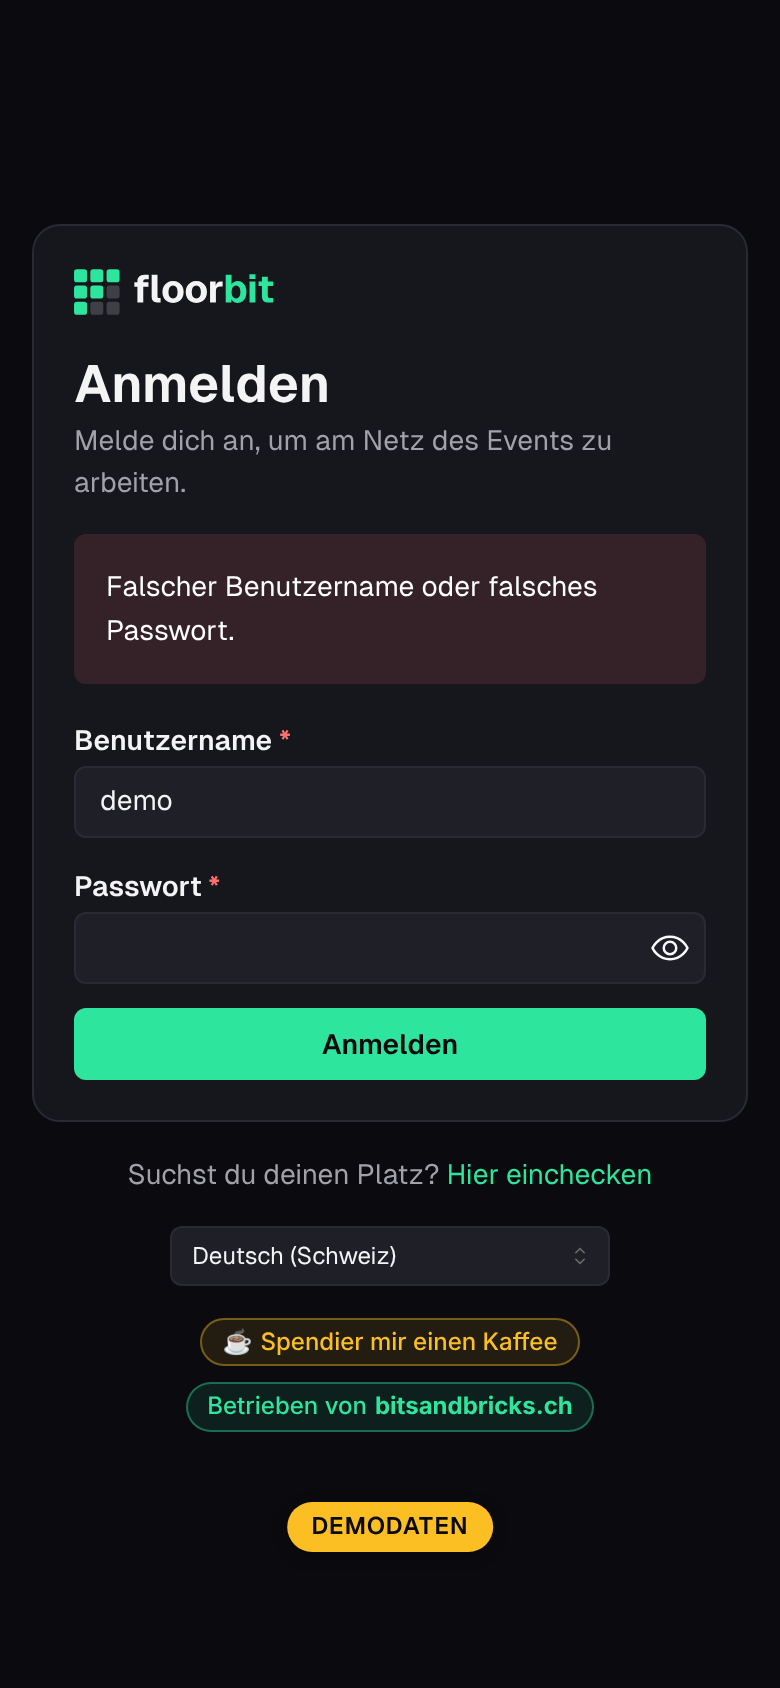 floorbit
Anmelden
Melde dich an, um am Netz des Events zu
arbeiten.
Falscher Benutzername oder falsches
Passwort.
Benutzername *
demo
Passwort *
Anmelden
Suchst du deinen Platz? Hier einchecken
Deutsch (Schweiz)
☕ Spendier mir einen Kaffee
Betrieben von bitsandbricks.ch
DEMODATEN